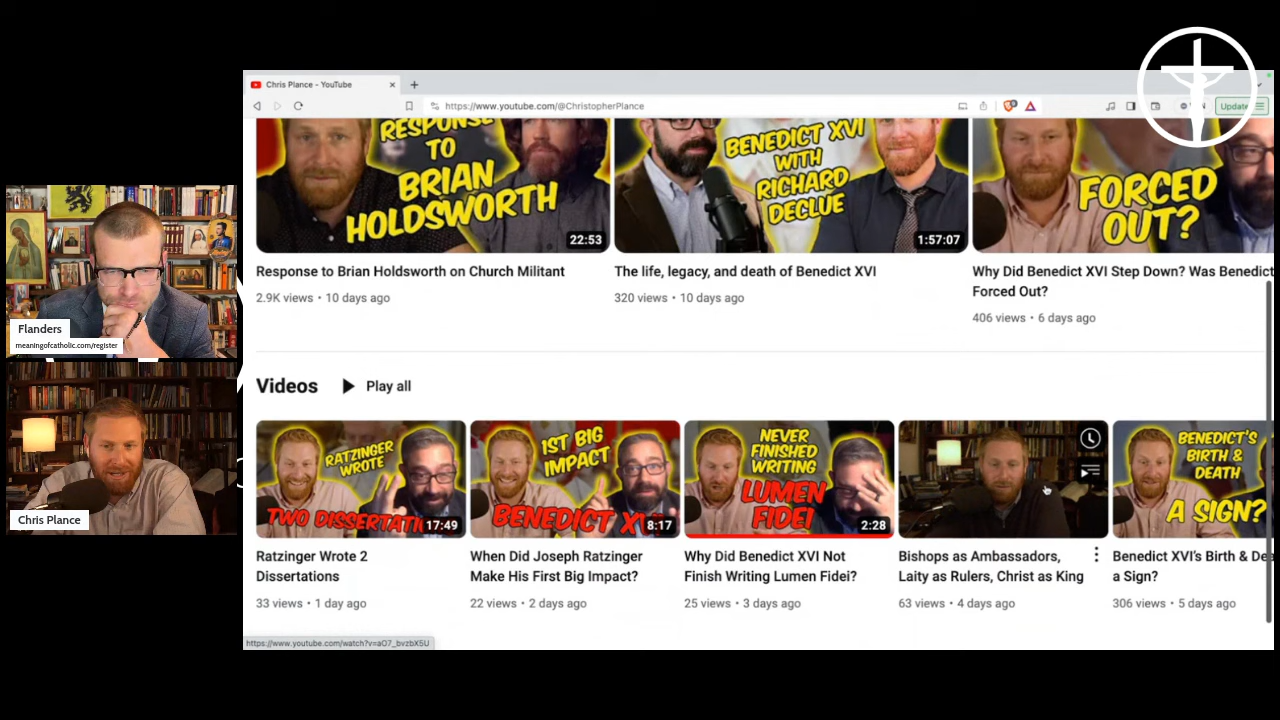 Chris Plance - YouTube
https://www.youtube.com/@ChristopherPlance
Update
RESPONSE
TO
BRIAN
HOLDSWORTH
22:53
BENEDICT XVI
WITH
RICHARD
DECLUE
1:57:07
FORCED
OUT?
Response to Brian Holdsworth on Church Militant
2.9K views • 10 days ago
The life, legacy, and death of Benedict XVI
320 views • 10 days ago
Why Did Benedict XVI Step Down? Was Benedict
Forced Out?
406 views • 6 days ago
Flanders
meaningofcatholic.com/register
Chris Plance
Videos
Play all
RATZINGER
WROTE
TWO DISSERTATI
17:49
1ST BIG
IMPACT?
BENEDICT XV
8:17
NEVER
FINISHED
WRITING
LUMEN
FIDEI
2:28
BENEDICT'S
BIRTH &
DEATH
A SIGN?
Ratzinger Wrote 2
Dissertations
33 views • 1 day ago
When Did Joseph Ratzinger
Make His First Big Impact?
22 views • 2 days ago
Why Did Benedict XVI Not
Finish Writing Lumen Fidei?
25 views • 3 days ago
Bishops as Ambassadors,
Laity as Rulers, Christ as King
63 views • 4 days ago
Benedict XVI's Birth & Dea
a Sign?
306 views • 5 days ago
https://www.youtube.com/watch?v=aO7_bvzbX5U